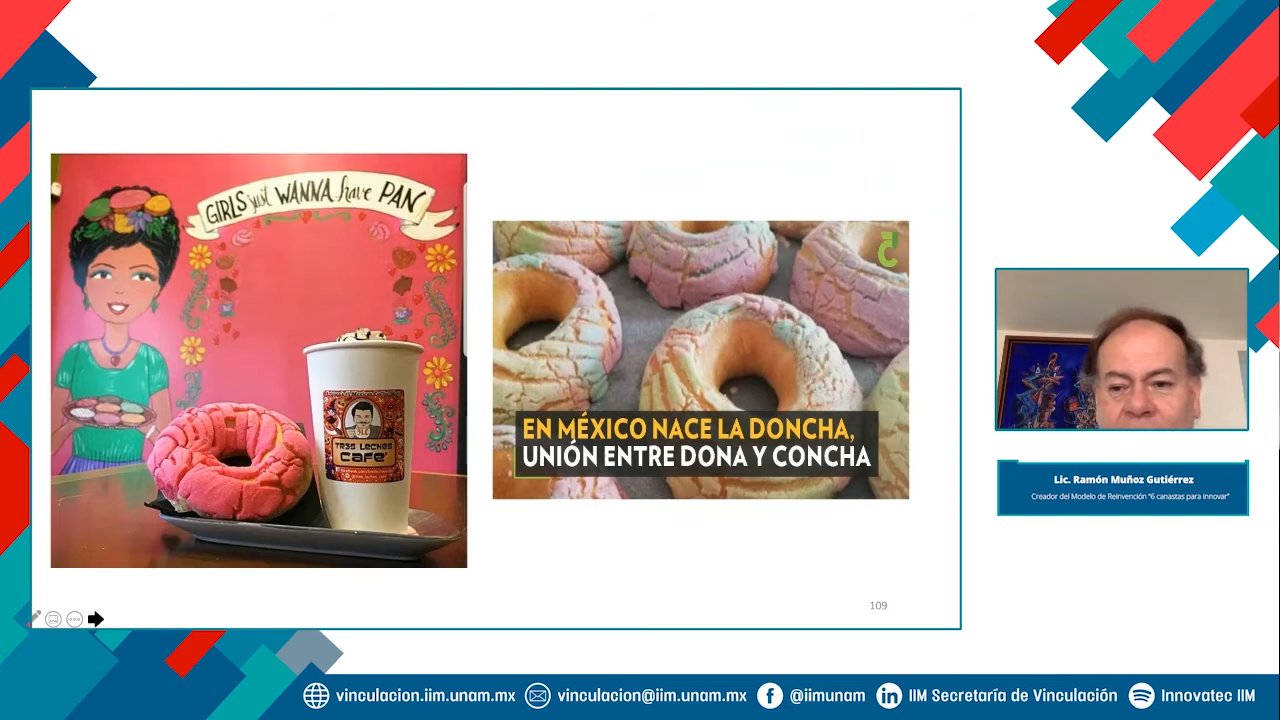 GIRLS just WANNA have PAN
TR3S LECHES
CAFE'
EN MÉXICO NACE LA DONCHA,
UNIÓN ENTRE DONA Y CONCHA
109
Lic. Ramón Muñoz Gutiérrez
Creador del Modelo de Reinvención "6 canastas para innovar"
vinculacion.iim.unam.mx
vinculacion@iim.unam.mx
@iimunam
IIM Secretaría de Vinculación
Innovatec IIM